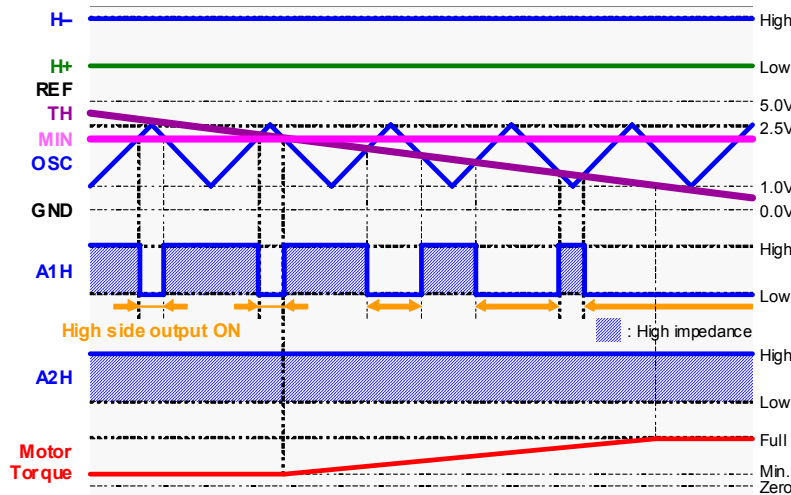 H–
High
H+
Low
REF
5.0V
TH
2.5V
MIN
OSC
1.0V
GND
0.0V
High
A1H
Low
High side output ON
: High impedance
High
A2H
Low
Full
Motor
Torque
Min.
Zero